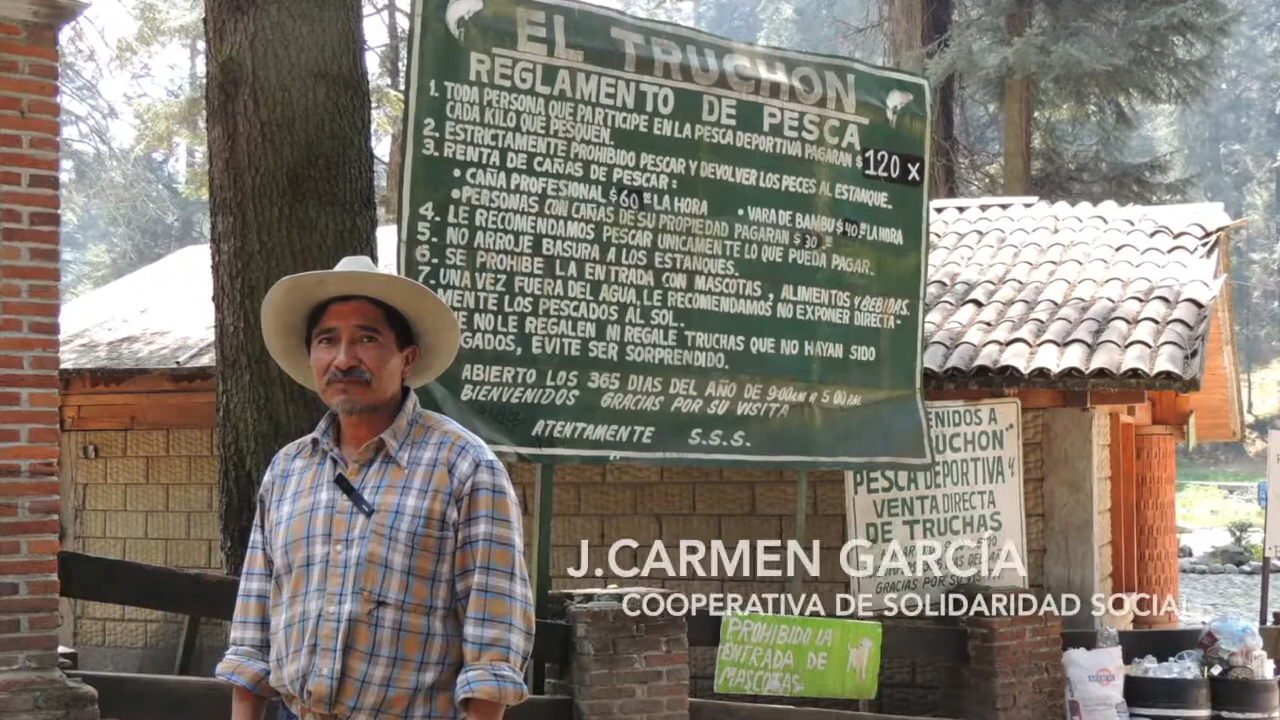 EL TRUCHON
REGLAMENTO DE PESCA
1. TODA PERSONA QUE PARTICIPE EN LA PESCA DEPORTIVA PAGARAN $120 X
CADA KILO QUE PESQUEN.
2. ESTRICTAMENTE PROHIBIDO PESCAR Y DEVOLVER LOS PECES AL ESTANQUE.
3. RENTA DE CAÑAS DE PESCAR:
• CAÑA PROFESIONAL $60.= LA HORA • VARA DE BAMBU $40.= LA HORA
• PERSONAS CON CAÑAS DE SU PROPIEDAD PAGARAN $30.=
4. LE RECOMENDAMOS PESCAR UNICAMENTE LO QUE PUEDA PAGAR.
5. NO ARROJE BASURA A LOS ESTANQUES.
6. SE PROHIBE LA ENTRADA CON MASCOTAS, ALIMENTOS Y BEBIDAS.
7. UNA VEZ FUERA DEL AGUA, LE RECOMENDAMOS NO EXPONER DIRECTA-
MENTE LOS PESCADOS AL SOL.
E NO LE REGALEN NI REGALE TRUCHAS QUE NO HAYAN SIDO
GADOS, EVITE SER SORPRENDIDO.
ABIERTO LOS 365 DIAS DEL AÑO DE 9:00AM A 5:00PM.
BIENVENIDOS GRACIAS POR SU VISITA
ATENTAMENTE S.S.S.
ENIDOS A
RUCHON"
PESCA DEPORTIVA Y
VENTA DIRECTA
DE TRUCHAS
GRACIAS POR SU VISITA
J.CARMEN GARCÍA
COOPERATIVA DE SOLIDARIDAD SOCIAL
PROHIBIDO LA
ENTRADA DE
MASCOTAS